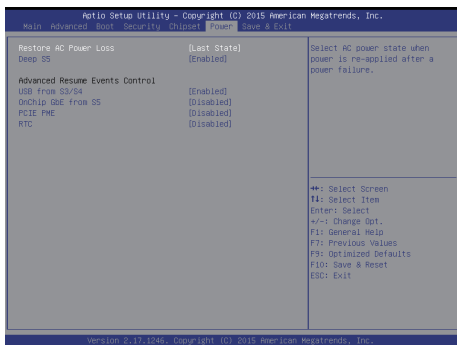 Aptio Setup Utility – Copyright (C) 2015 American Megatrends, Inc.
Main Advanced Boot Security Chipset Power Save & Exit
Restore AC Power Loss [Last State]
Deep S5 [Enabled]
Advanced Resume Events Control
USB from S3/S4 [Enabled]
OnChip GbE from S5 [Disabled]
PCIE PME [Disabled]
RTC [Disabled]
Select AC power state when
power is re-applied after a
power failure.
→←: Select Screen
↑↓: Select Item
Enter: Select
+/-: Change Opt.
F1: General Help
F7: Previous Values
F9: Optimized Defaults
F10: Save & Reset
ESC: Exit
Version 2.17.1246. Copyright (C) 2015 American Megatrends, Inc.